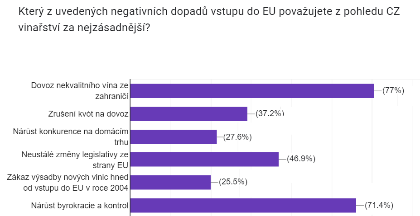 Který z uvedených negativních dopadů vstupu do EU považujete z pohledu CZ
vinařství za nejzásadnější?
Dovoz nekvalitního vína ze
zahraničí
(77%)
Zrušení kvót na dovoz
(37.2%)
Nárůst konkurence na domácím
trhu
(27.6%)
Neustálé změny legislativy ze
strany EU
(46.9%)
Zákaz výsadby nových vinic hned
od vstupu do EU v roce 2004
(25.5%)
Nárůst byrokracie a kontrol
(71.4%)